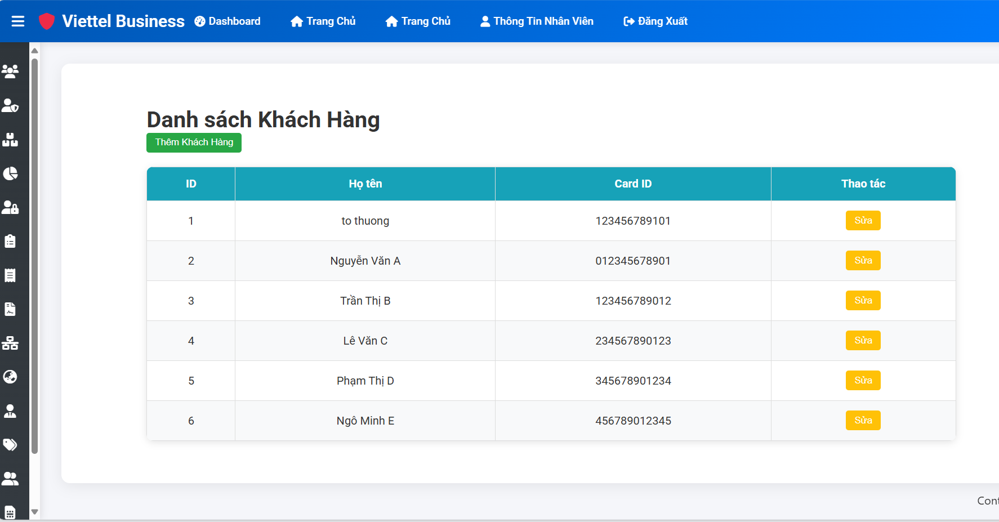 Viettel Business Dashboard Trang Chủ Trang Chủ Thông Tin Nhân Viên Đăng Xuất
Danh sách Khách Hàng
Thêm Khách Hàng
ID Họ tên Card ID Thao tác
1 to thuong 123456789101 Sửa
2 Nguyễn Văn A 012345678901 Sửa
3 Trần Thị B 123456789012 Sửa
4 Lê Văn C 234567890123 Sửa
5 Phạm Thị D 345678901234 Sửa
6 Ngô Minh E 456789012345 Sửa